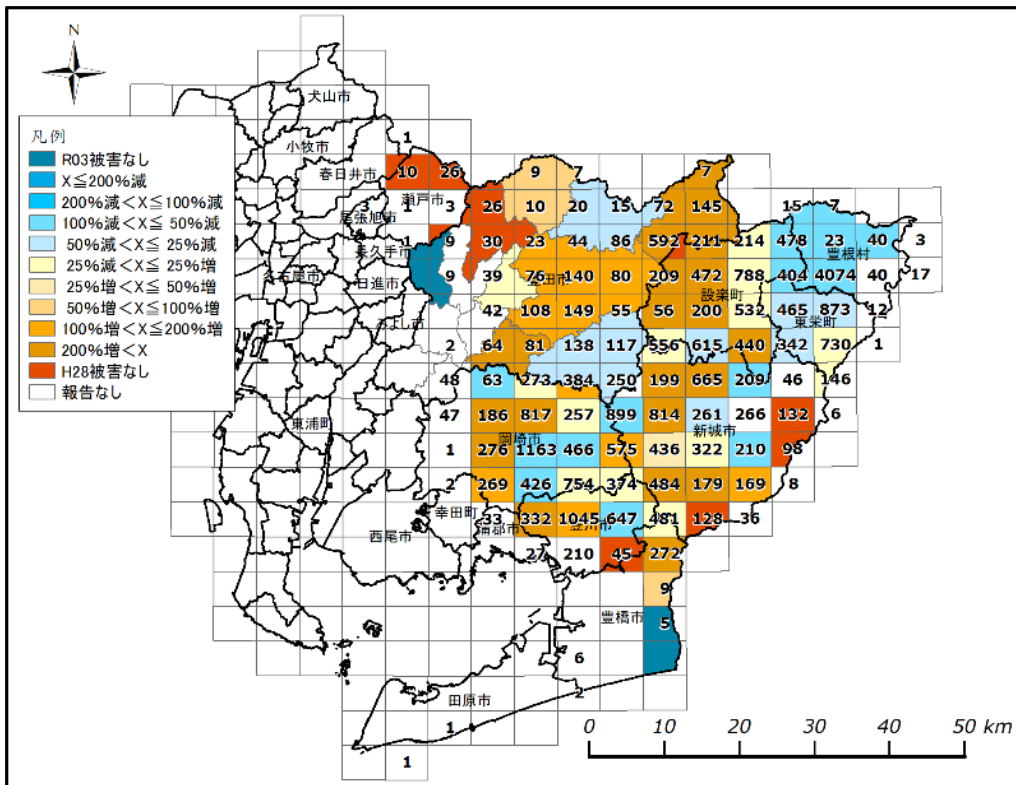 N
凡例
R03被害なし
X≦200%減
200%減<X≦100%減
100%減<X≦ 50%減
50%減<X≦ 25%減
25%減<X≦ 25%増
25%増<X≦ 50%増
50%増<X≦100%増
100%増<X≦200%増
200%増<X
H28被害なし
報告なし
犬山市
小牧市
1
春日井市 10 26 9 7 7
瀬戸市
3 1 3 26 10 20 15 72 145 15 7
尾張旭市
長久手市 1 9 30 23 44 86 592 211 214 478 23 40 3
豊根村
名古屋市 日進市 9 39 76 140 80 209 472 788 404 4074 40 17
豊田市 設楽町
みよし市 42 108 149 55 56 200 532 465 873 12
東栄町
2 64 81 138 117 556 615 440 342 730 1
48 63 273 384 250 199 665 209 46 146
東浦町 47 186 817 257 899 814 261 266 132 6
岡崎市 新城市
1 276 1163 466 575 436 322 210 98
2 269 426 754 374 484 179 169 8
幸田町
西尾市 33 332 1045 647 481 128 36
蒲郡市 豊川市
27 210 45 272
9
豊橋市 5
6
2
田原市
1
1
0 10 20 30 40 50 km